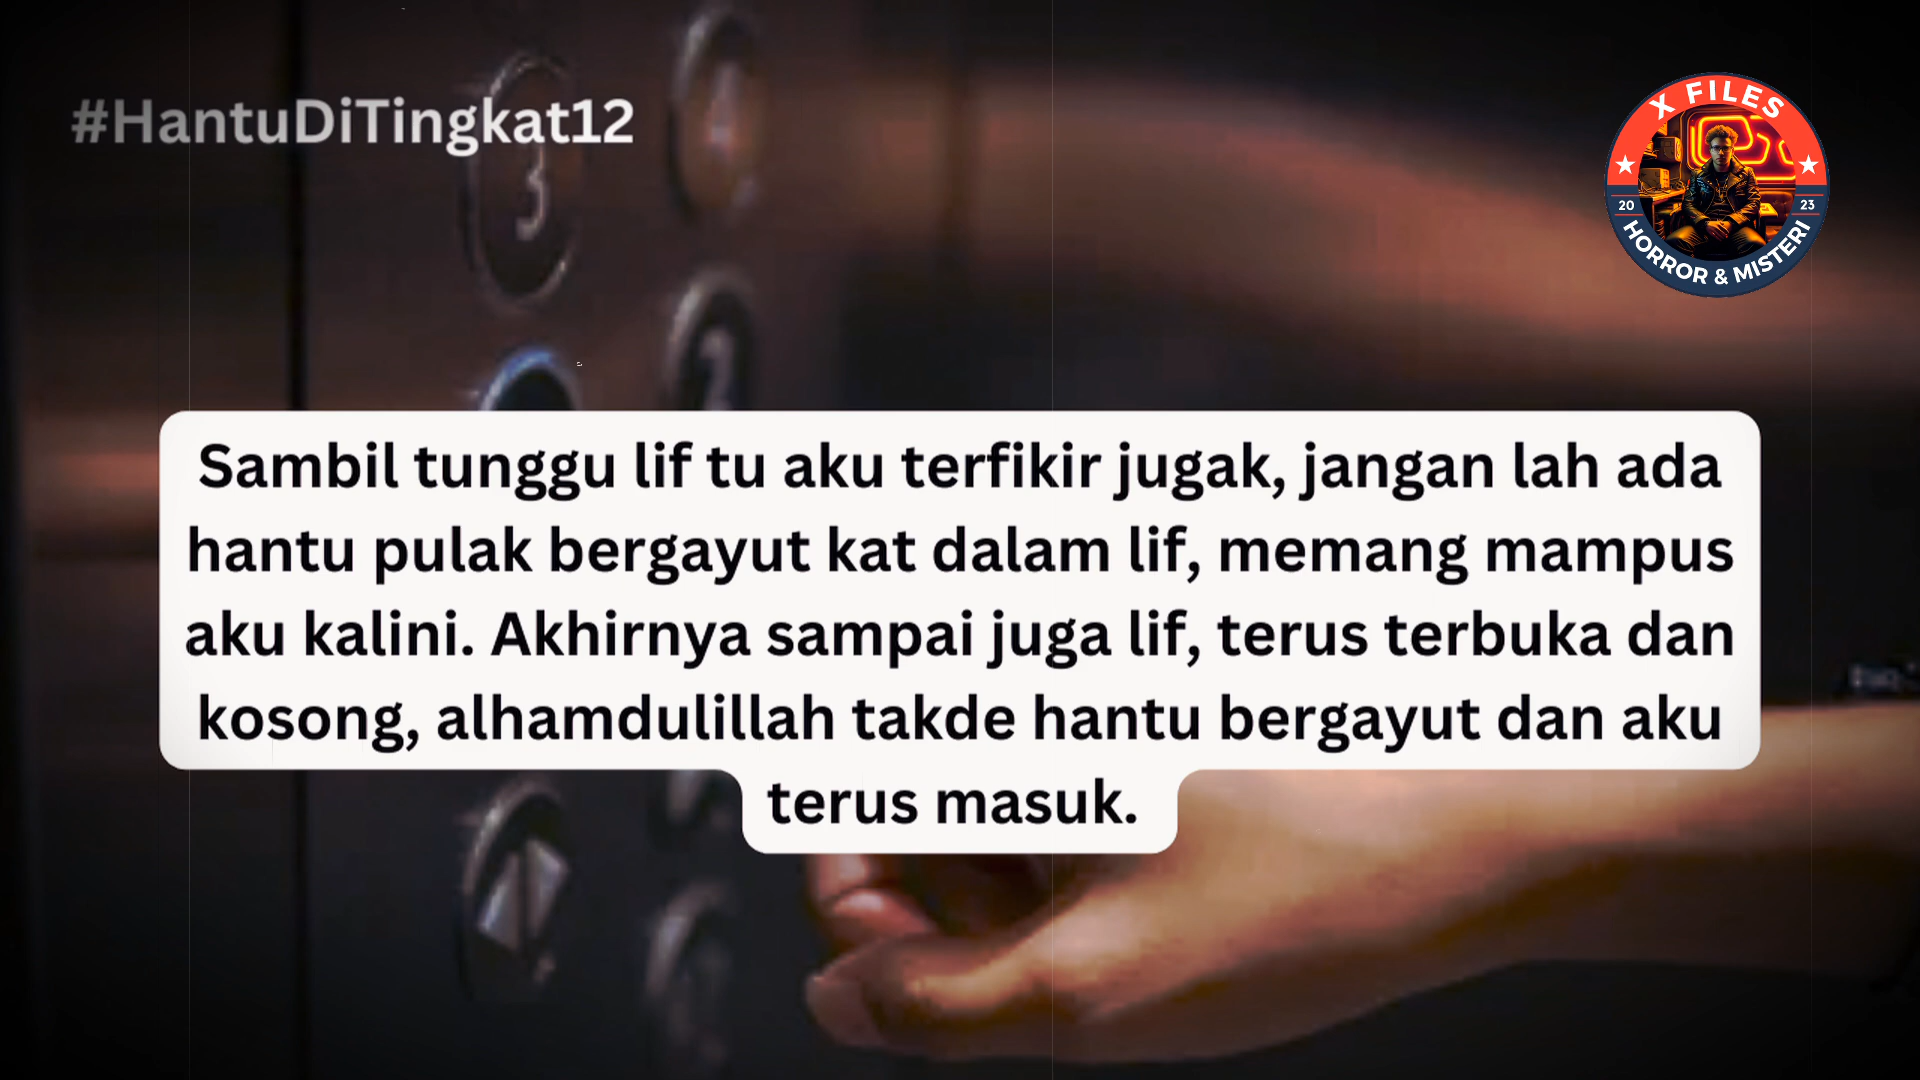 #HantuDiTingkat12
X FILES
20 23
HORROR & MISTERI
3
Sambil tunggu lif tu aku terfikir jugak, jangan lah ada
hantu pulak bergayut kat dalam lif, memang mampus
aku kalini. Akhirnya sampai juga lif, terus terbuka dan
kosong, alhamdulillah takde hantu bergayut dan aku
terus masuk.